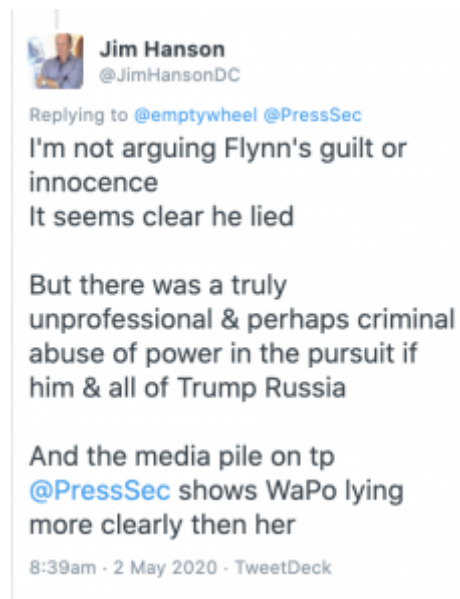 Jim Hanson
@JimHansonDC
Replying to @emptywheel @PressSec
I'm not arguing Flynn's guilt or
innocence
It seems clear he lied
But there was a truly
unprofessional & perhaps criminal
abuse of power in the pursuit if
him & all of Trump Russia
And the media pile on tp
@PressSec shows WaPo lying
more clearly then her
8:39am · 2 May 2020 · TweetDeck